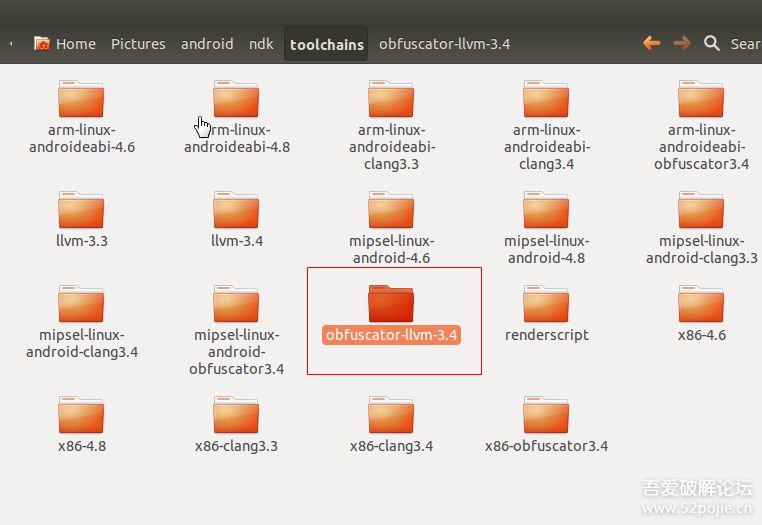 Home Pictures android ndk toolchains obfuscator-llvm-3.4 Sear
arm-linux-
androideabi-4.6
arm-linux-
androideabi-4.8
arm-linux-
androideabi-
clang3.3
arm-linux-
androideabi-
clang3.4
arm-linux-
androideabi-
obfuscator3.4
llvm-3.3
llvm-3.4
mipsel-linux-
android-4.6
mipsel-linux-
android-4.8
mipsel-linux-
android-clang3.3
mipsel-linux-
android-clang3.4
mipsel-linux-
android-
obfuscator3.4
obfuscator-llvm-3.4
renderscript
x86-4.6
x86-4.8
x86-clang3.3
x86-clang3.4
x86-obfuscator3.4
吾爱破解论坛
www.52pojie.cn